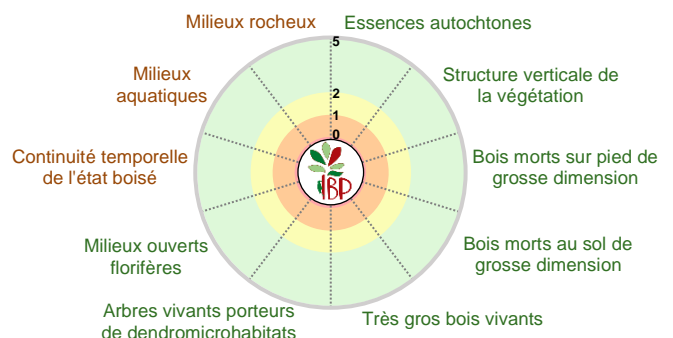 Milieux rocheux
Essences autochtones
Structure verticale de
la végétation
Bois morts sur pied de
grosse dimension
Bois morts au sol de
grosse dimension
Très gros bois vivants
Arbres vivants porteurs
de dendromicrohabitats
Milieux ouverts
florifères
Continuité temporelle
de l'état boisé
Milieux
aquatiques
5
2
1
0
IBP